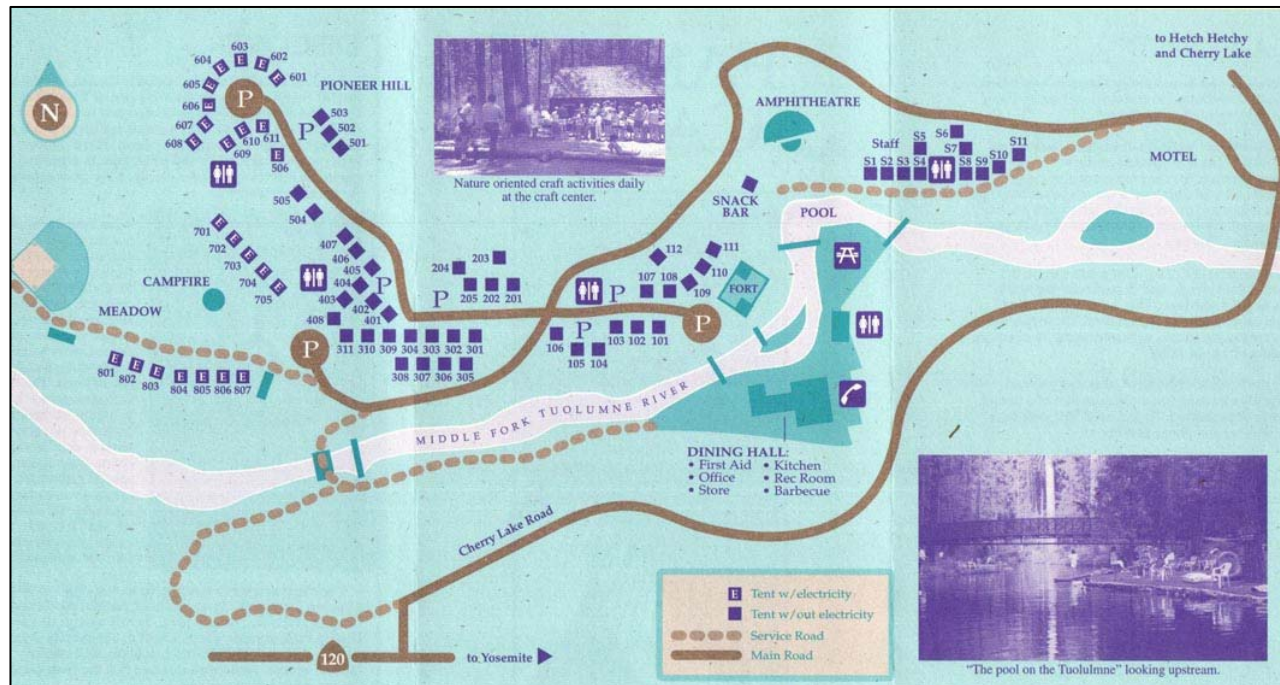 to Hetch Hetchy
and Cherry Lake
603
604
602
605
601
606
607
608
P
PIONEER HILL
503
502
501
P
611
610
609
506
N
Nature oriented craft activities daily
at the craft center.
AMPHITHEATRE
Staff
S5
S6
S7
S11
S1 S2 S3 S4
S8 S9 S10
MOTEL
SNACK
BAR
POOL
505
504
701
702
703
704
705
407
406
405
404
403
402
401
408
P
204
203
205 202 201
P
112
111
110
107 108
109
P
FORT
CAMPFIRE
MEADOW
P
311 310 309 304 303 302 301
308 307 306 305
106
P
103 102 101
105 104
P
801
802
803
804 805 806 807
MIDDLE FORK TUOLUMNE RIVER
DINING HALL:
• First Aid • Kitchen
• Office • Rec Room
• Store • Barbecue
Cherry Lake Road
E Tent w/electricity
Tent w/out electricity
Service Road
Main Road
120
to Yosemite
"The pool on the Tuolulmne" looking upstream.